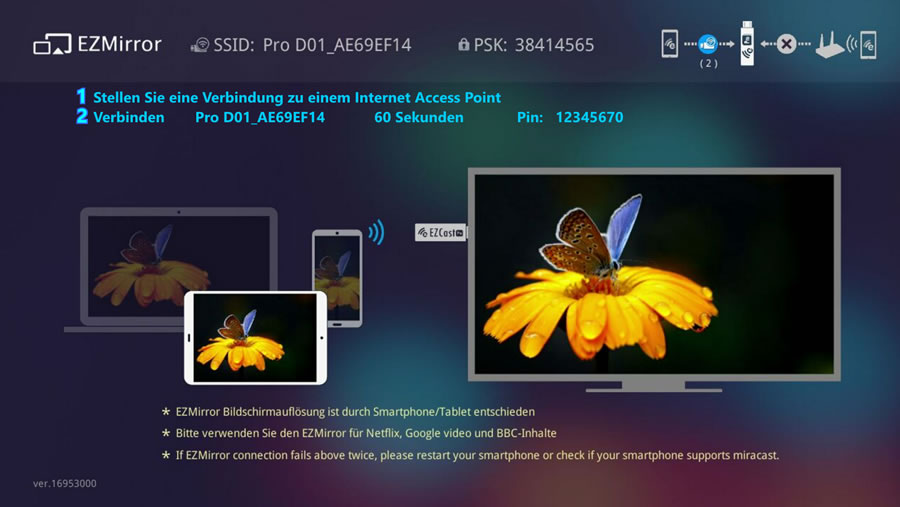 EZMirror SSID: Pro D01_AE69EF14 PSK: 38414565
(2)
1 Stellen Sie eine Verbindung zu einem Internet Access Point
2 Verbinden Pro D01_AE69EF14 60 Sekunden Pin: 12345670
EZCast
* EZMirror Bildschirmauflösung ist durch Smartphone/Tablet entschieden
* Bitte verwenden Sie den EZMirror für Netflix, Google video und BBC-Inhalte
* If EZMirror connection fails above twice, please restart your smartphone or check if your smartphone supports miracast.
ver.16953000